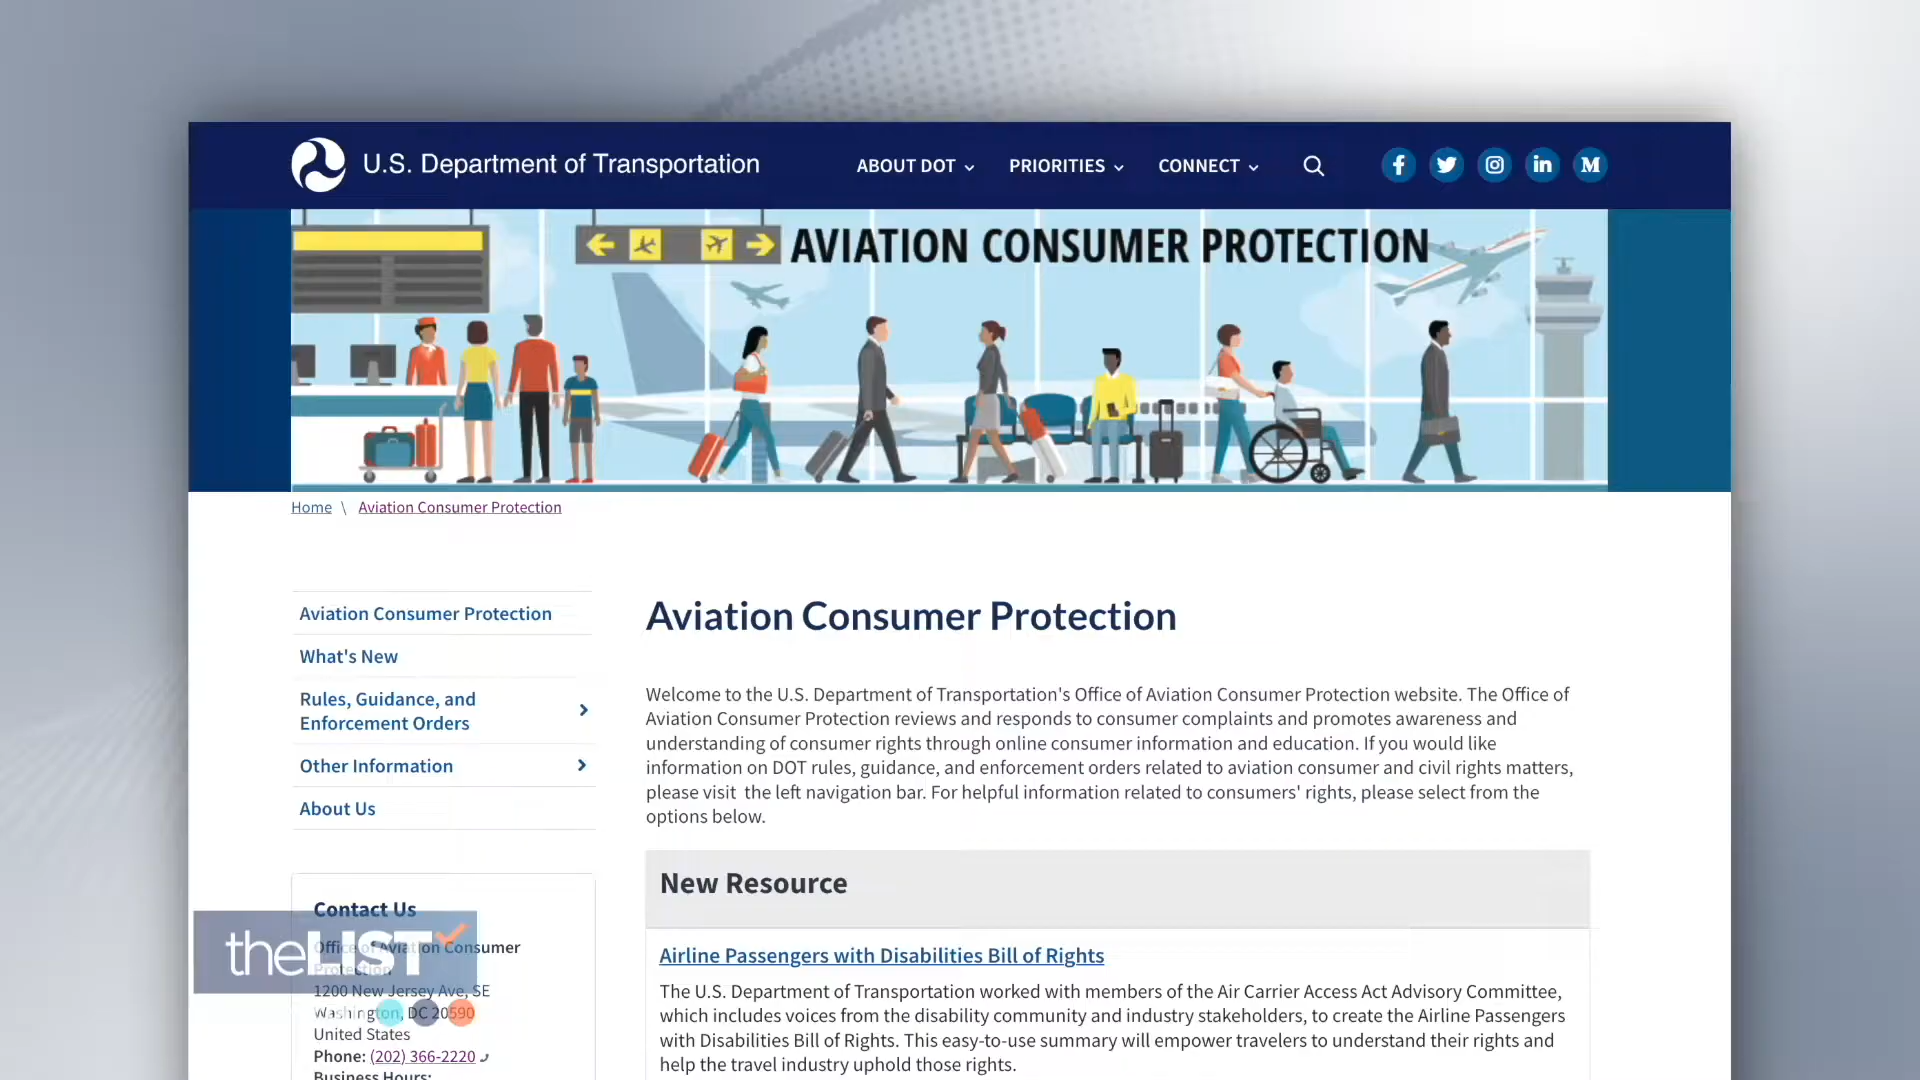 U.S. Department of Transportation
ABOUT DOT
PRIORITIES
CONNECT
AVIATION CONSUMER PROTECTION
Home \ Aviation Consumer Protection
Aviation Consumer Protection
What's New
Rules, Guidance, and
Enforcement Orders
Other Information
About Us
Contact Us
Office of Aviation Consumer
Protection
1200 New Jersey Ave, SE
Washington, DC 20590
United States
Phone: (202) 366-2220
Business Hours:
theLIST
Aviation Consumer Protection
Welcome to the U.S. Department of Transportation's Office of Aviation Consumer Protection website. The Office of
Aviation Consumer Protection reviews and responds to consumer complaints and promotes awareness and
understanding of consumer rights through online consumer information and education. If you would like
information on DOT rules, guidance, and enforcement orders related to aviation consumer and civil rights matters,
please visit the left navigation bar. For helpful information related to consumers' rights, please select from the
options below.
New Resource
Airline Passengers with Disabilities Bill of Rights
The U.S. Department of Transportation worked with members of the Air Carrier Access Act Advisory Committee,
which includes voices from the disability community and industry stakeholders, to create the Airline Passengers
with Disabilities Bill of Rights. This easy-to-use summary will empower travelers to understand their rights and
help the travel industry uphold those rights.